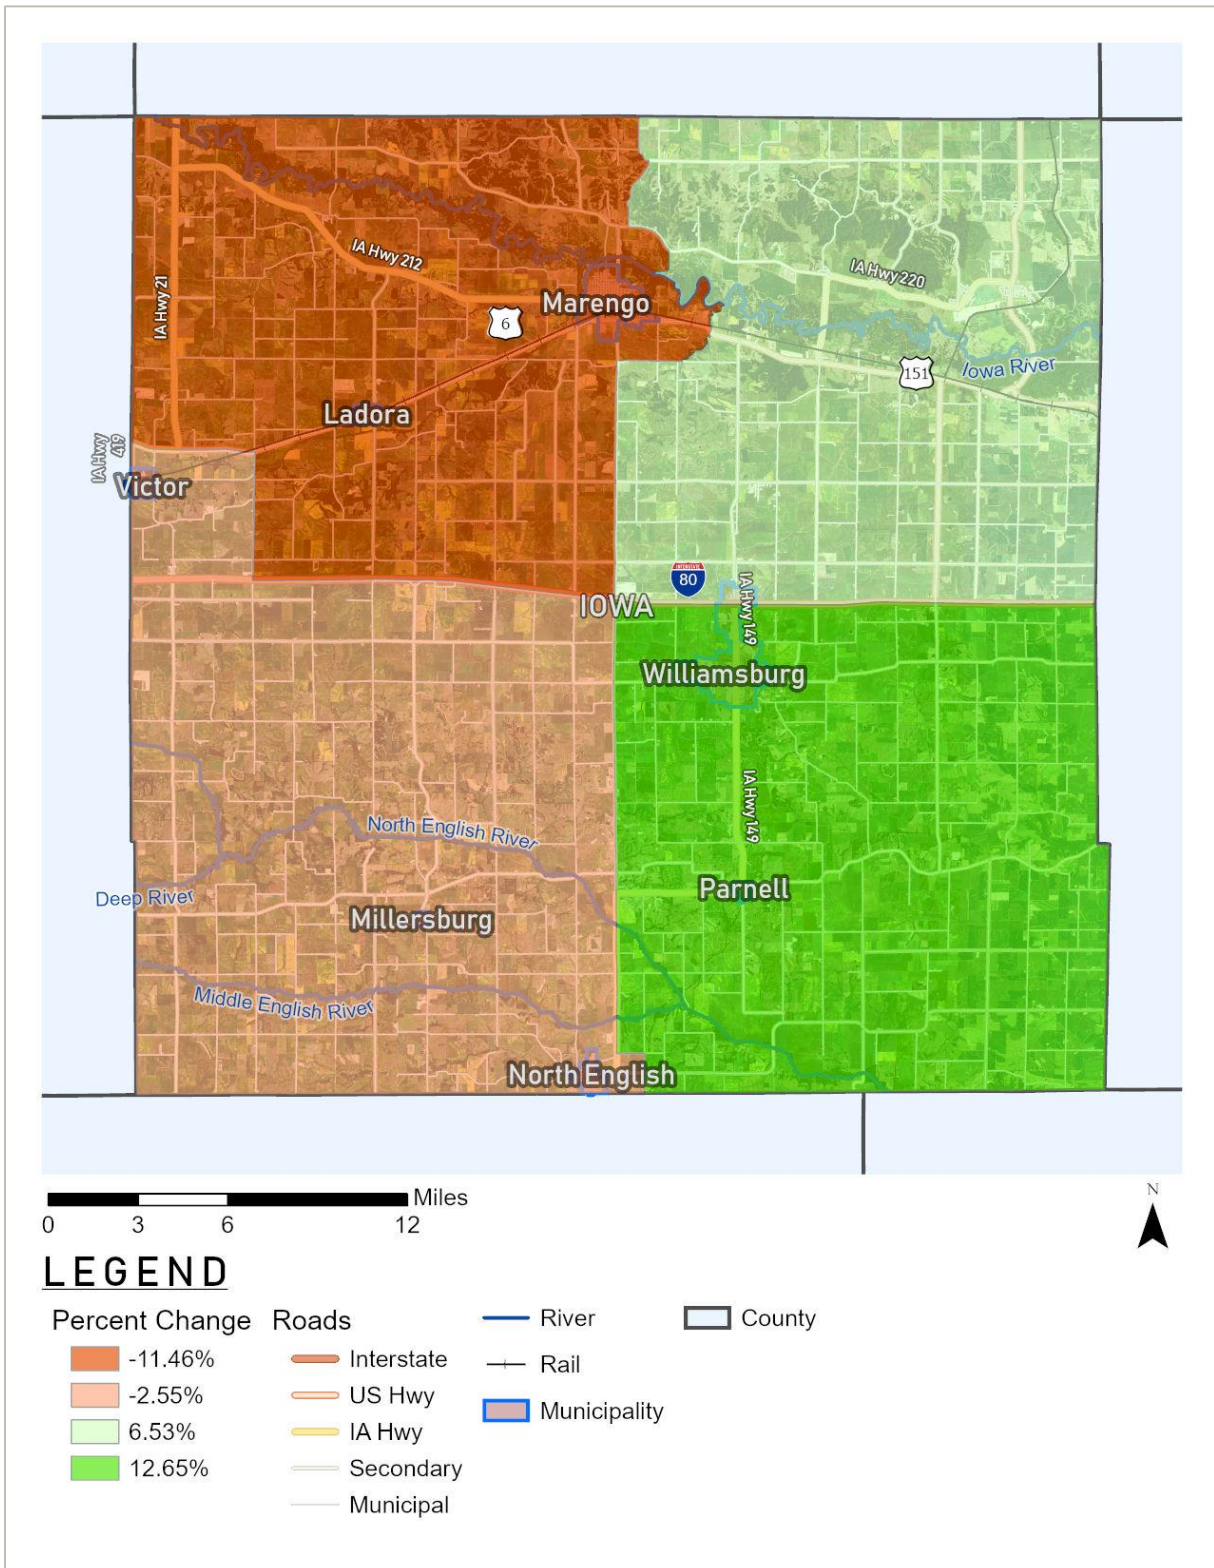 IA Hwy 21
IA Hwy 212
IA Hwy 220
Marengo
6
151
Iowa River
Ladora
IA Hwy
419
Victor
80
IA Hwy 149
IOWA
Williamsburg
IA Hwy 149
North English River
Deep River
Parnell
Millersburg
Middle English River
North English
Miles
0 3 6 12
N
LEGEND
Percent Change
-11.46%
-2.55%
6.53%
12.65%
Roads
Interstate
US Hwy
IA Hwy
Secondary
Municipal
River
Rail
Municipality
County